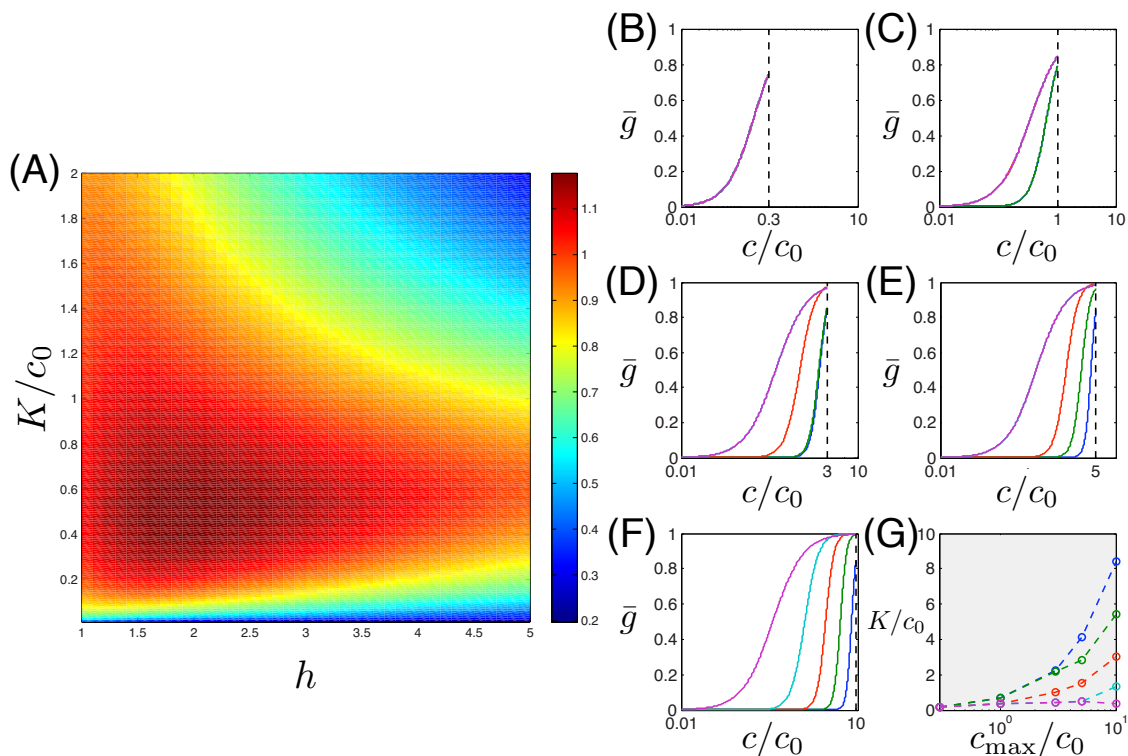 (A)
K/c₀
2
1.8
1.6
1.4
1.2
1
0.8
0.6
0.4
0.2
1 1.5 2 2.5 3 3.5 4 4.5 5
h
1.1
1
0.9
0.8
0.7
0.6
0.5
0.4
0.3
0.2
(B)
ḡ
1
0.8
0.6
0.4
0.2
0
0.01 0.3 10
c/c₀
(C)
ḡ
1
0.8
0.6
0.4
0.2
0
0.01 1 10
c/c₀
(D)
ḡ
1
0.8
0.6
0.4
0.2
0
0.01 3 10
c/c₀
(E)
ḡ
1
0.8
0.6
0.4
0.2
0
0.01 5 10
c/c₀
(F)
ḡ
1
0.8
0.6
0.4
0.2
0
0.01 10
c/c₀
(G)
K/c₀
10
8
6
4
2
0
10⁰ 10¹
c_max/c₀